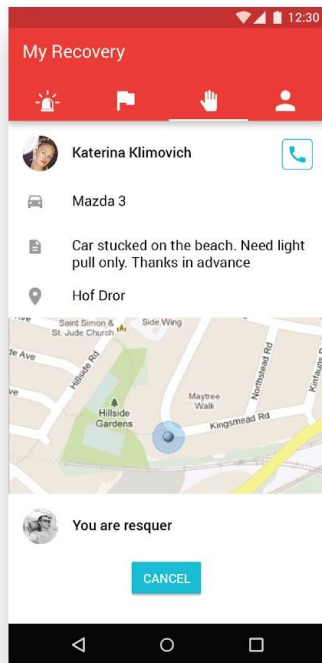 12:30
My Recovery
Katerina Klimovich
Mazda 3
Car stucked on the beach. Need light
pull only. Thanks in advance
Hof Dror
Saint Simon &
St. Jude Church
Side Wing
Hillside Rd
Northstead Rd
Maytree
Walk
Hillside
Gardens
Kingsmead Rd
You are resquer
CANCEL